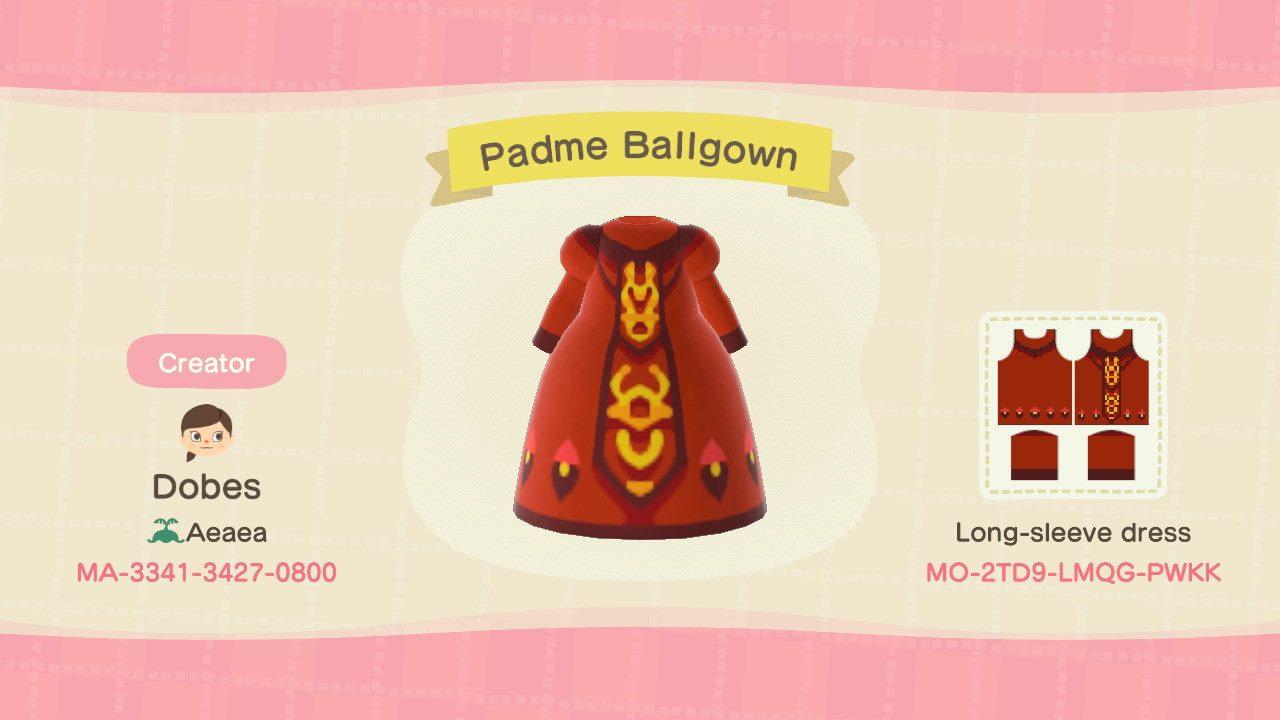 Padme Ballgown
Creator
Dobes
Aeaea
MA-3341-3427-0800
Long-sleeve dress
MO-2TD9-LMQG-PWKK